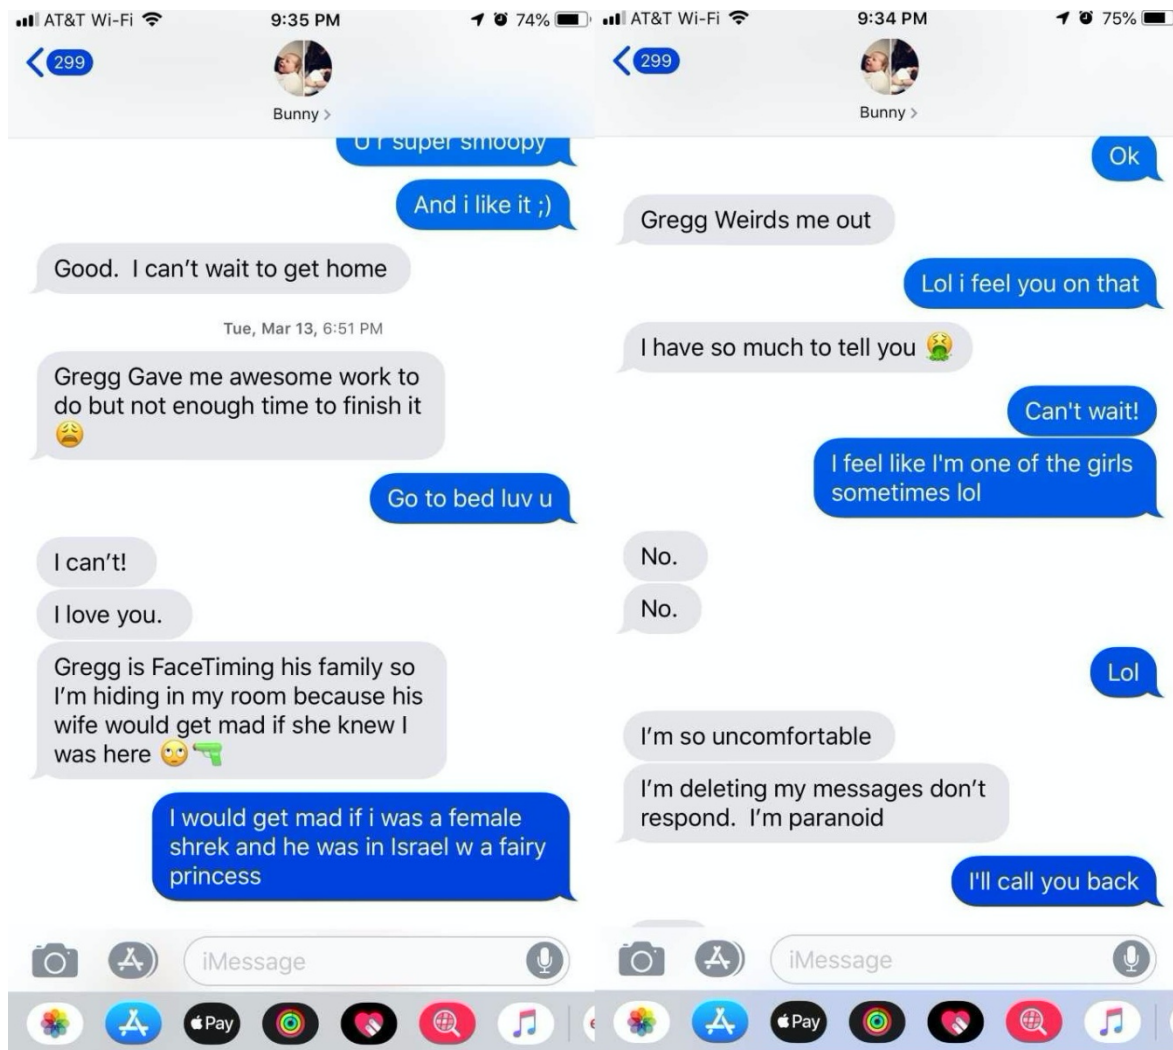 AT&T Wi-Fi
9:35 PM
74%
299
Bunny >
U r super smoopy
And i like it ;)
Good.  I can’t wait to get home
Tue, Mar 13, 6:51 PM
Gregg Gave me awesome work to
do but not enough time to finish it
😩
Go to bed luv u
I can’t!
I love you.
Gregg is FaceTiming his family so
I’m hiding in my room because his
wife would get mad if she knew I
was here 🙄🔫
I would get mad if i was a female
shrek and he was in Israel w a fairy
princess
iMessage
Pay
AT&T Wi-Fi
9:34 PM
75%
299
Bunny >
Ok
Gregg Weirds me out
Lol i feel you on that
I have so much to tell you 🤮
Can't wait!
I feel like I'm one of the girls
sometimes lol
No.
No.
Lol
I’m so uncomfortable
I’m deleting my messages don’t
respond.  I’m paranoid
I'll call you back
iMessage
Pay